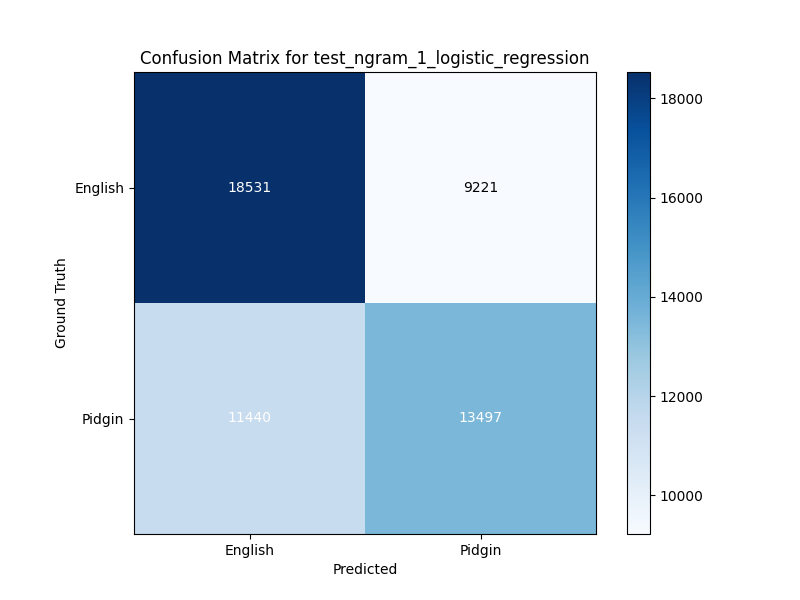 Confusion Matrix for test_ngram_1_logistic_regression
English
18531
9221
Pidgin
11440
13497
English
Pidgin
Predicted
Ground Truth
18000
16000
14000
12000
10000